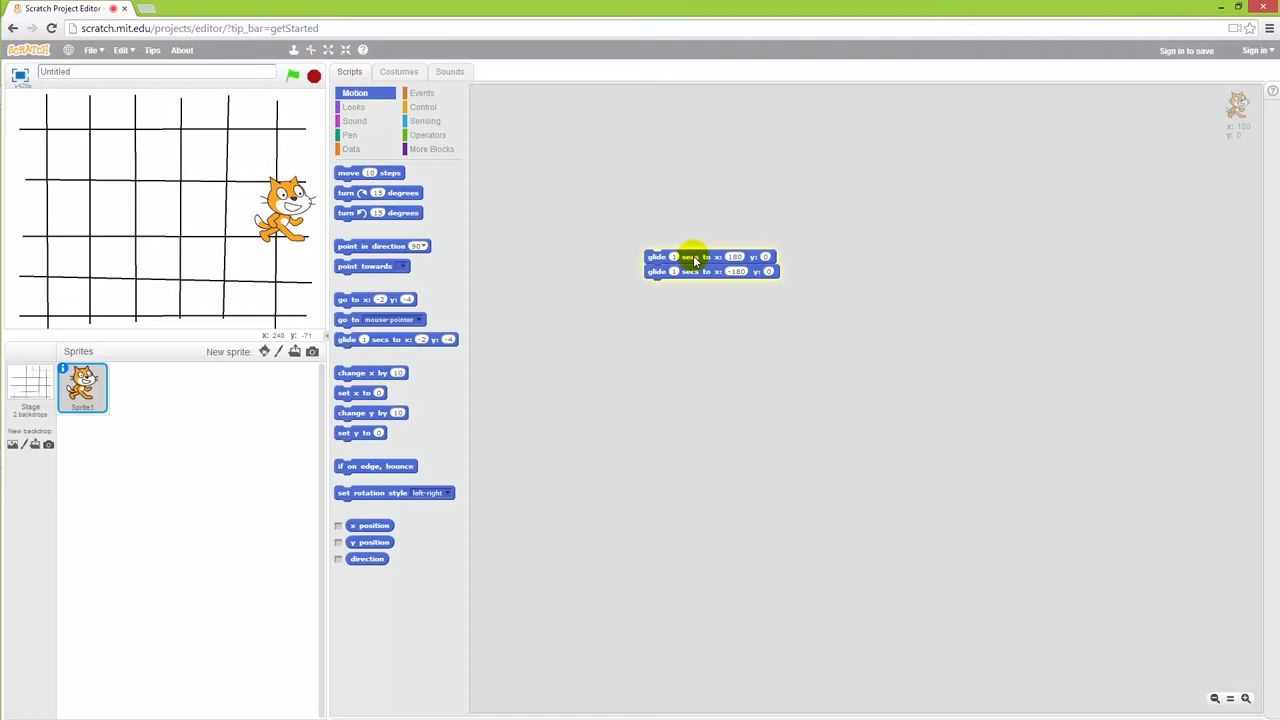 Scratch Project Editor
scratch.mit.edu/projects/editor/?tip_bar=getStarted
SCRATCH File Edit Tips About Sign in to save Sign in
Untitled
v429a
Scripts Costumes Sounds
Motion Events
Looks Control
Sound Sensing
Pen Operators
Data More Blocks
x: 180
y: 0
move 10 steps
turn 15 degrees
turn 15 degrees
point in direction 90
point towards
go to x: -2 y: -4
go to mouse-pointer
glide 1 secs to x: -2 y: -4
change x by 10
set x to 0
change y by 10
set y to 0
if on edge, bounce
set rotation style left-right
x position
y position
direction
glide 1 secs to x: 180 y: 0
glide 1 secs to x: -180 y: 0
x: 240 y: -71
Sprites New sprite:
Sprite1
Stage
2 backdrops
New backdrop: